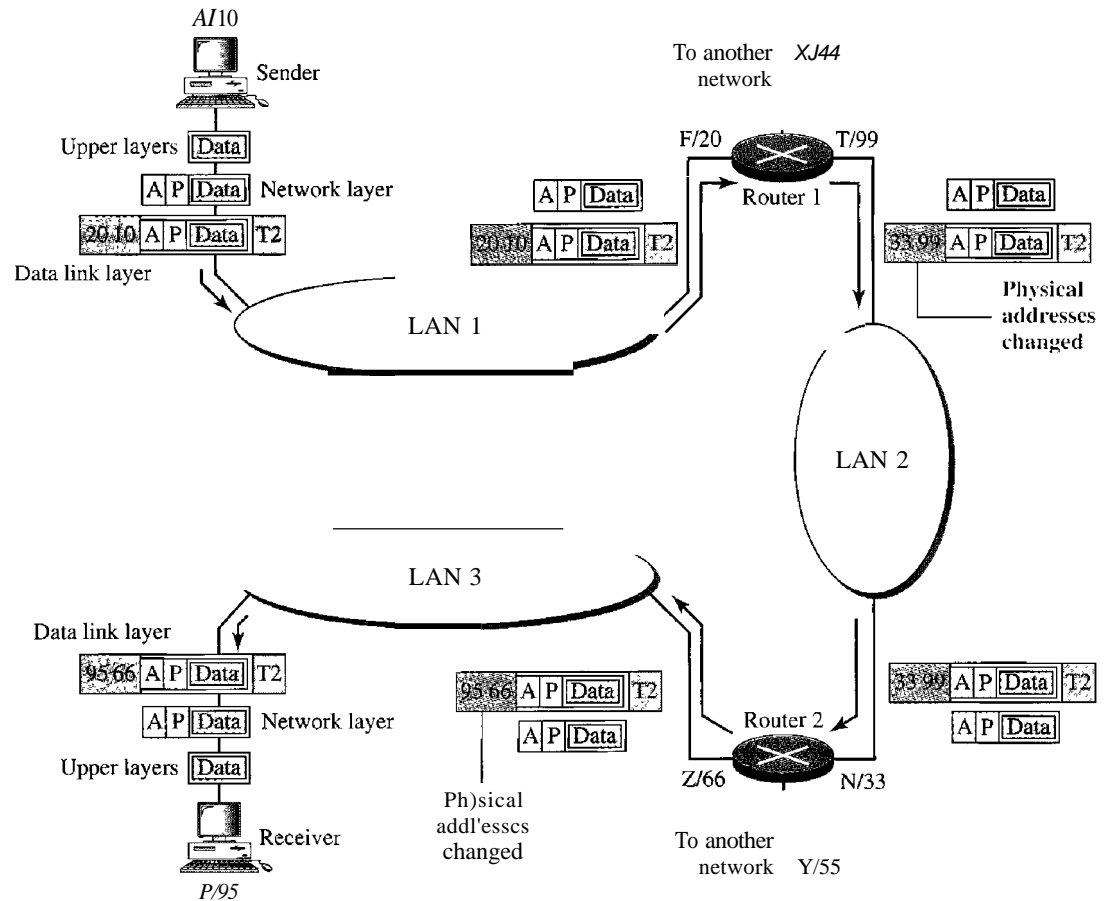 AI10
Sender
To another XJ44
network
Upper layers Data
F/20 T/99
A P Data Network layer
A P Data
Router 1
A P Data
20 10 A P Data T2
20 10 A P Data T2
33 99 A P Data T2
Data link layer
Physical
addresses
changed
LAN 1
LAN 2
LAN 3
Data link layer
95 66 A P Data T2
95 66 A P Data T2
33 99 A P Data T2
A P Data Network layer
A P Data
Router 2
A P Data
Upper layers Data
Z/66 N/33
Ph)sical
addl'esscs
changed
Receiver
To another
network Y/55
P/95